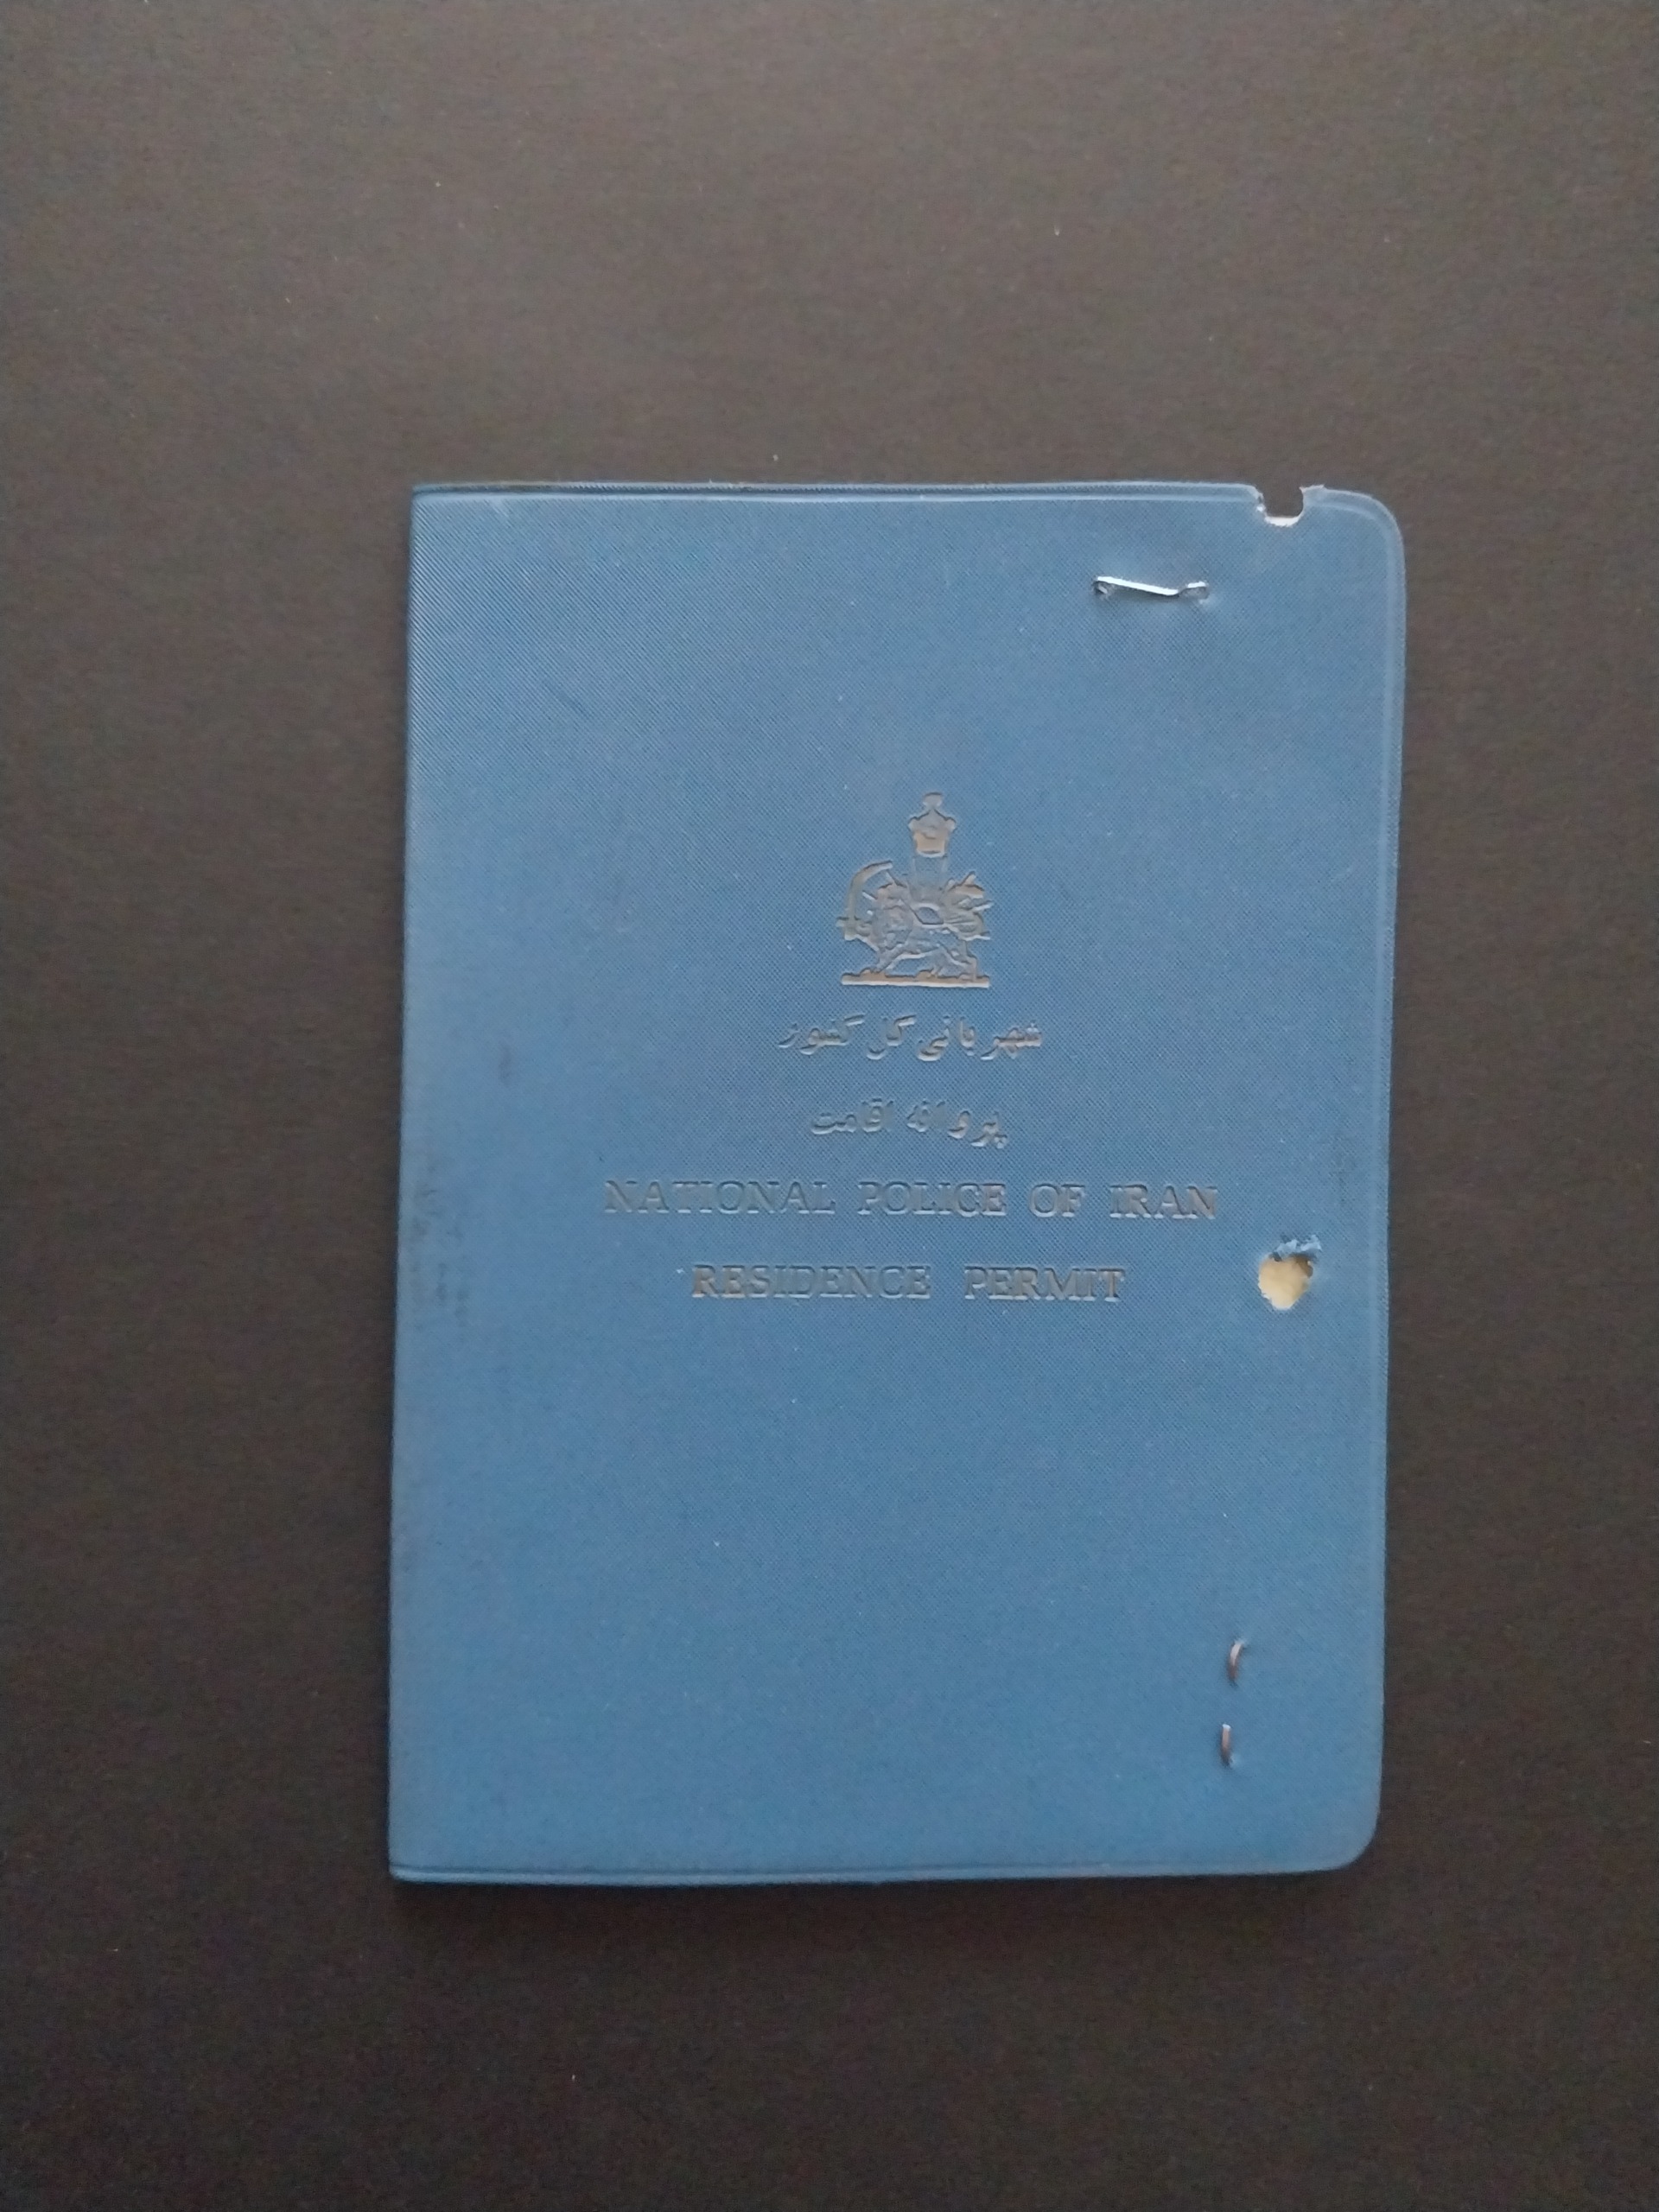 شهربانی کل کشور
پروانه اقامت
NATIONAL POLICE OF IRAN
RESIDENCE PERMIT